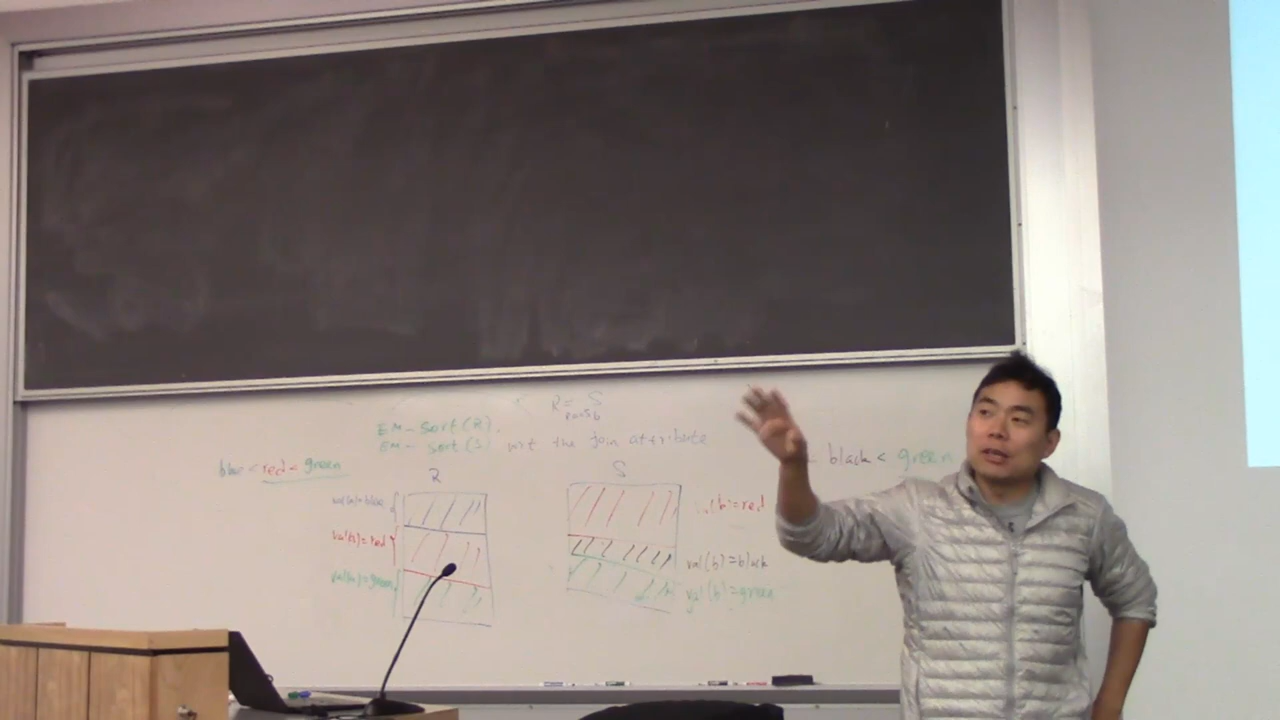 R ⋈ S
EM-sort(R).
EM-sort(S) wrt the join attribute
blue < red < green
black < green
R
S
val(a)=blue
val(a)=red
val(a)=green
val(b)=red
val(b)=black
val(b)=green